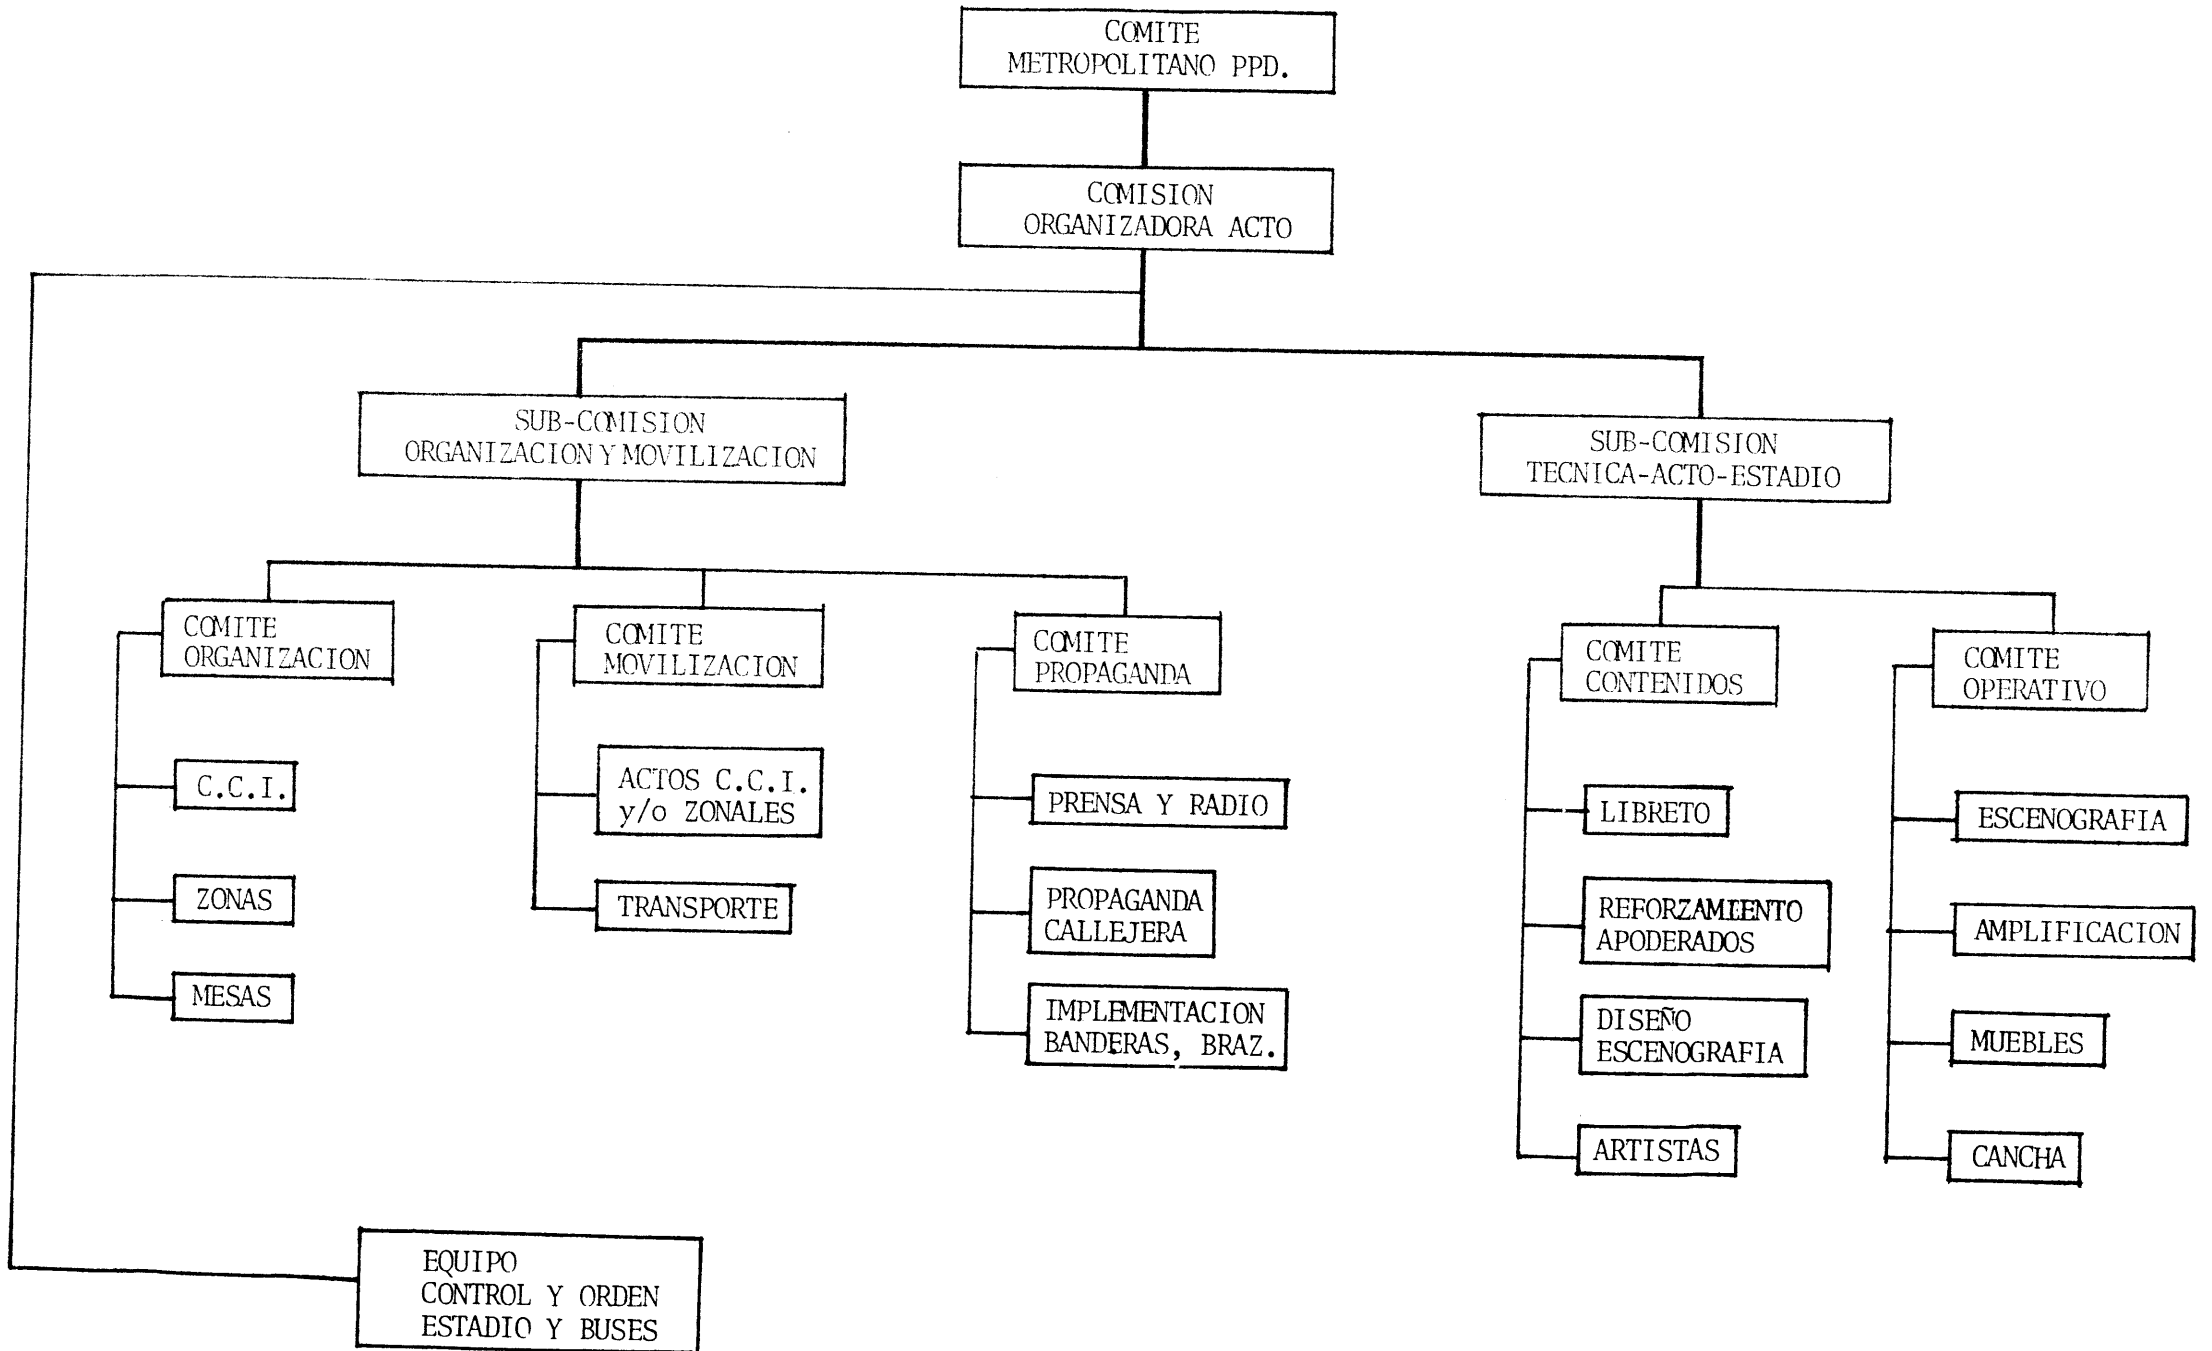 COMITE
METROPOLITANO PPD.
COMISION
ORGANIZADORA ACTO
SUB-COMISION
ORGANIZACION Y MOVILIZACION
SUB-COMISION
TECNICA-ACTO-ESTADIO
COMITE
ORGANIZACION
C.C.I.
ZONAS
MESAS
COMITE
MOVILIZACION
ACTOS C.C.I.
y/o ZONALES
TRANSPORTE
COMITE
PROPAGANDA
PRENSA Y RADIO
PROPAGANDA
CALLEJERA
IMPLEMENTACION
BANDERAS, BRAZ.
COMITE
CONTENIDOS
LIBRETO
REFORZAMIENTO
APODERADOS
DISEÑO
ESCENOGRAFIA
ARTISTAS
COMITE
OPERATIVO
ESCENOGRAFIA
AMPLIFICACION
MUEBLES
CANCHA
EQUIPO
CONTROL Y ORDEN
ESTADIO Y BUSES